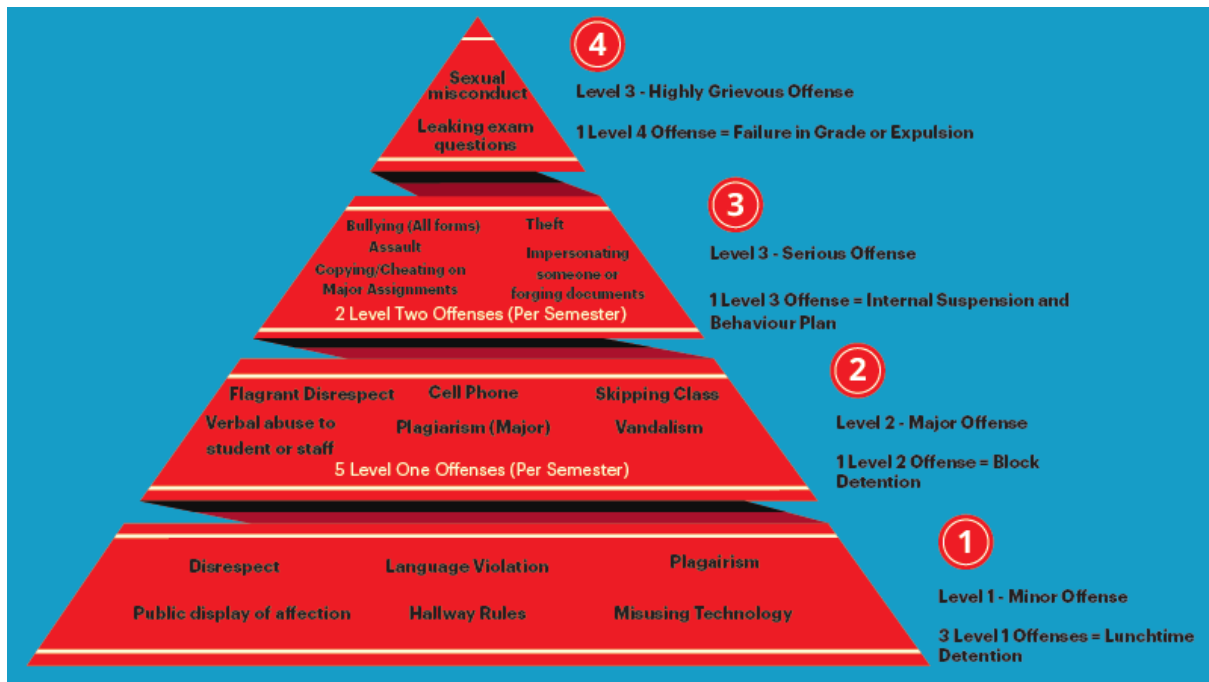 4
Sexual
misconduct
Leaking exam
questions
Level 3 - Highly Grievous Offense
1 Level 4 Offense = Failure in Grade or Expulsion
3
Bullying (All forms)
Assault
Copying/Cheating on
Major Assignments
Theft
Impersonating
someone or
forging documents
2 Level Two Offenses (Per Semester)
Level 3 - Serious Offense
1 Level 3 Offense = Internal Suspension and
Behaviour Plan
2
Flagrant Disrespect
Verbal abuse to
student or staff
Cell Phone
Plagiarism (Major)
Skipping Class
Vandalism
5 Level One Offenses (Per Semester)
Level 2 - Major Offense
1 Level 2 Offense = Block
Detention
1
Disrespect
Language Violation
Plagairism
Public display of affection
Hallway Rules
Misusing Technology
Level 1 - Minor Offense
3 Level 1 Offenses = Lunchtime
Detention